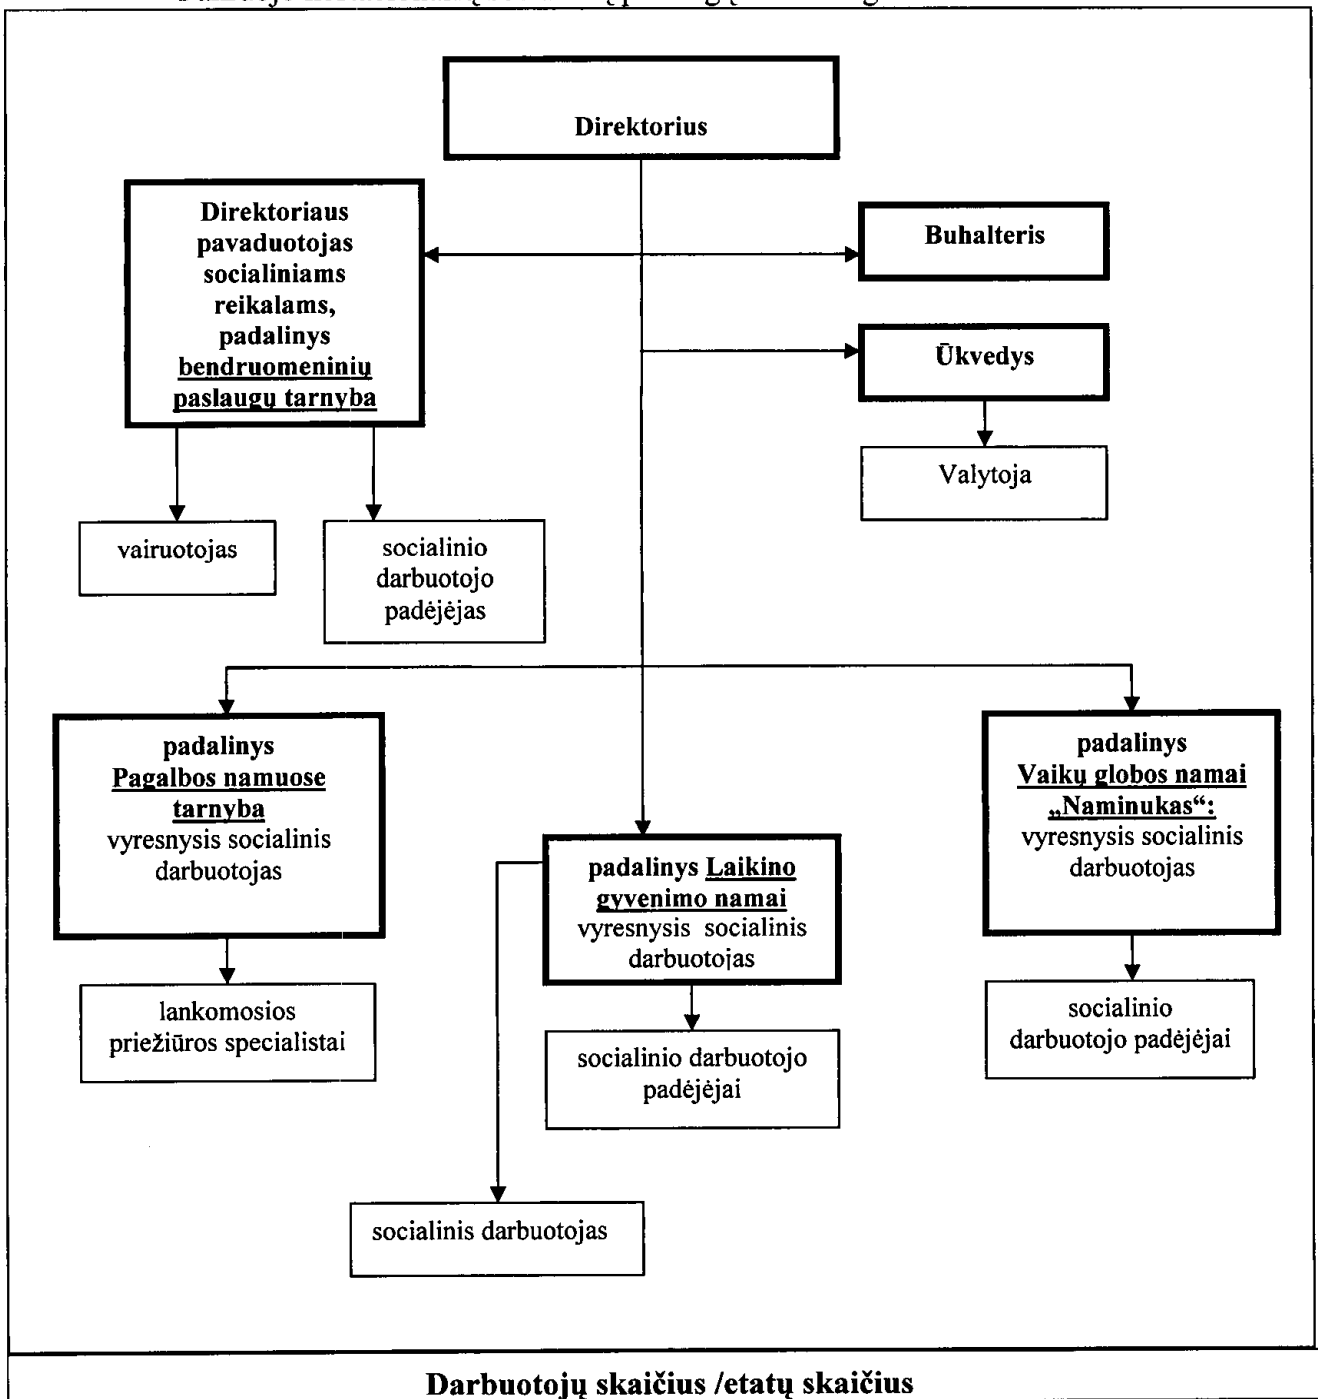 Direktorius
Direktoriaus
pavaduotojas
socialiniams
reikalams,
padalinys
bendruomeninių
paslaugų tarnyba
Buhalteris
Ūkvedys
Valytoja
vairuotojas
socialinio
darbuotojo
padėjėjas
padalinys
Pagalbos namuose
tarnyba
vyresnysis socialinis
darbuotojas
padalinys Laikino
gyvenimo namai
vyresnysis socialinis
darbuotojas
padalinys
Vaikų globos namai
„Naminukas“:
vyresnysis socialinis
darbuotojas
lankomosios
priežiūros specialistai
socialinio darbuotojo
padėjėjai
socialinio
darbuotojo padėjėjai
socialinis darbuotojas
Darbuotojų skaičius /etatų skaičius